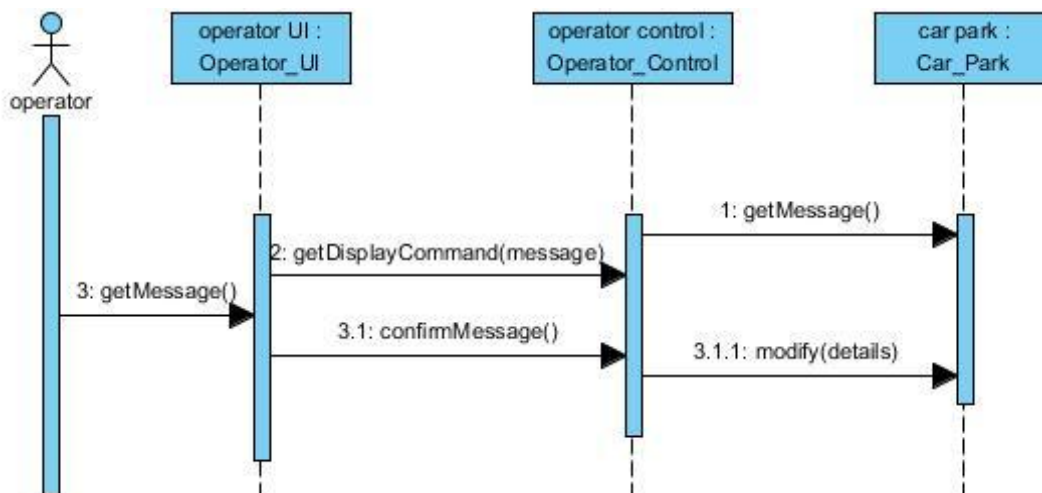 operator UI :
Operator_UI
operator control :
Operator_Control
car park :
Car_Park
operator
1: getMessage()
2: getDisplayCommand(message)
3: getMessage()
3.1: confirmMessage()
3.1.1: modify(details)